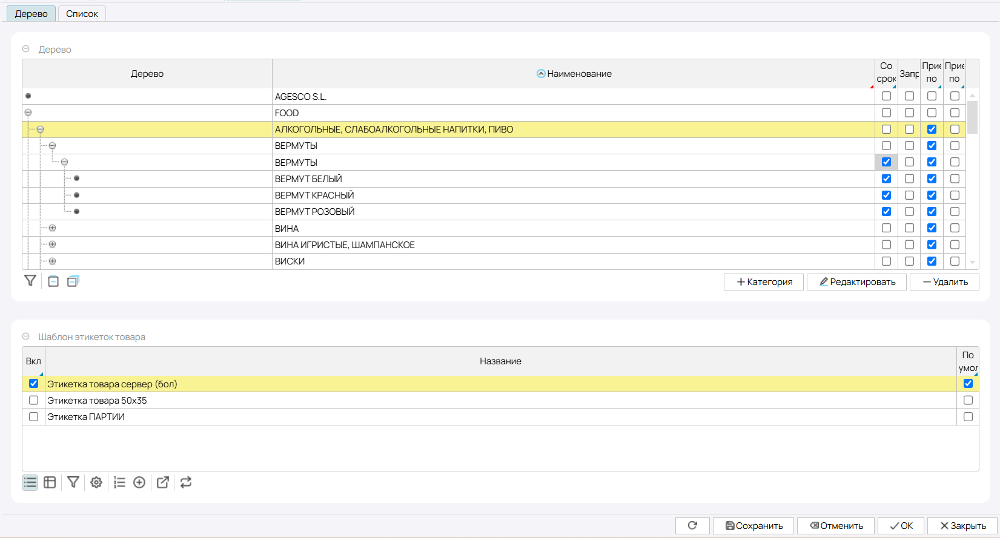 Дерево
Список
Дерево
Дерево
Наименование
Со
срок
Запр
Прие
по
Прие
по
AGESCO S.L.
FOOD
АЛКОГОЛЬНЫЕ, СЛАБОАЛКОГОЛЬНЫЕ НАПИТКИ, ПИВО
ВЕРМУТЫ
ВЕРМУТЫ
ВЕРМУТ БЕЛЫЙ
ВЕРМУТ КРАСНЫЙ
ВЕРМУТ РОЗОВЫЙ
ВИНА
ВИНА ИГРИСТЫЕ, ШАМПАНСКОЕ
ВИСКИ
Категория
Редактировать
Удалить
Шаблон этикеток товара
Вкл
Название
По
умол
Этикетка товара сервер (бол)
Этикетка товара 50x35
Этикетка ПАРТИИ
Сохранить
Отменить
OK
Закрыть